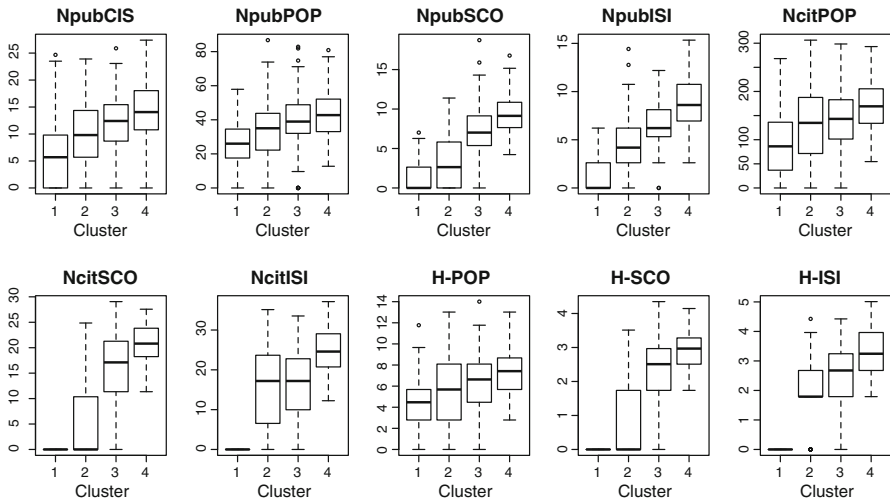 NpubCIS NpubPOP NpubSCO NpubISI NcitPOP
25 20 15 10 5 0
80 60 40 20 0
15 10 5 0
15 10 5 0
300 200 150 100 50 0
1 2 3 4 1 2 3 4 1 2 3 4 1 2 3 4 1 2 3 4
Cluster Cluster Cluster Cluster Cluster
NcitSCO NcitISI H-POP H-SCO H-ISI
30 25 20 15 10 5 0
30 20 10 0
14 12 10 8 6 4 2 0
4 3 2 1 0
5 4 3 2 1 0
1 2 3 4 1 2 3 4 1 2 3 4 1 2 3 4 1 2 3 4
Cluster Cluster Cluster Cluster Cluster